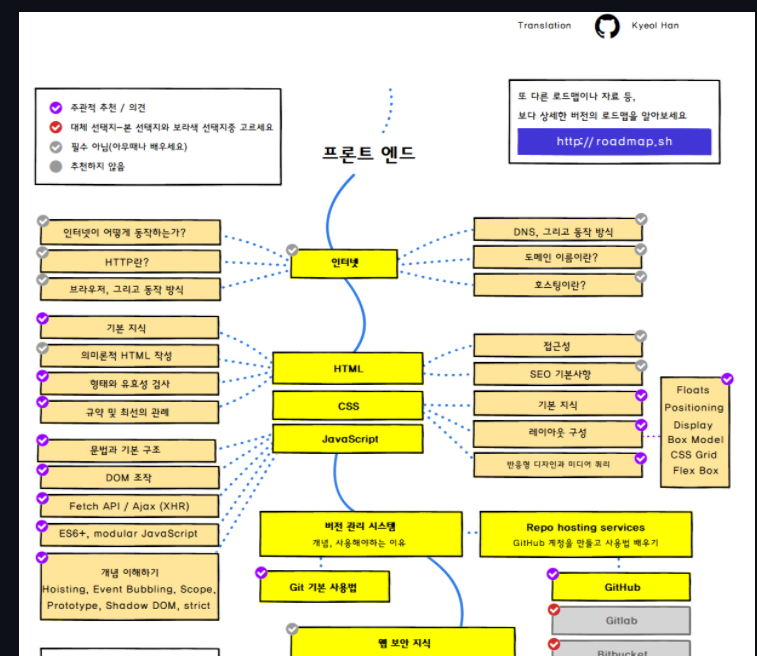 Translation
Kyeol Han
주관적 추천 / 의견
대체 선택지-본 선택지와 보라색 선택지중 고르세요
필수 아님(아무때나 배우세요)
추천하지 않음
또 다른 로드맵이나 자료 등,
보다 상세한 버전의 로드맵을 알아보세요
http://roadmap.sh
프론트 엔드
인터넷이 어떻게 동작하는가?
HTTP란?
브라우저, 그리고 동작 방식
인터넷
DNS, 그리고 동작 방식
도메인 이름이란?
호스팅이란?
기본 지식
의미론적 HTML 작성
형태와 유효성 검사
규약 및 최선의 관례
HTML
접근성
SEO 기본사항
CSS
기본 지식
레이아웃 구성
반응형 디자인과 미디어 쿼리
Floats
Positioning
Display
Box Model
CSS Grid
Flex Box
JavaScript
문법과 기본 구조
DOM 조작
Fetch API / Ajax (XHR)
ES6+, modular JavaScript
개념 이해하기
Hoisting, Event Bubbling, Scope,
Prototype, Shadow DOM, strict
버전 관리 시스템
개념, 사용해야하는 이유
Repo hosting services
GitHub 계정을 만들고 사용법 배우기
Git 기본 사용법
GitHub
Gitlab
Bitbucket
웹 보안 지식